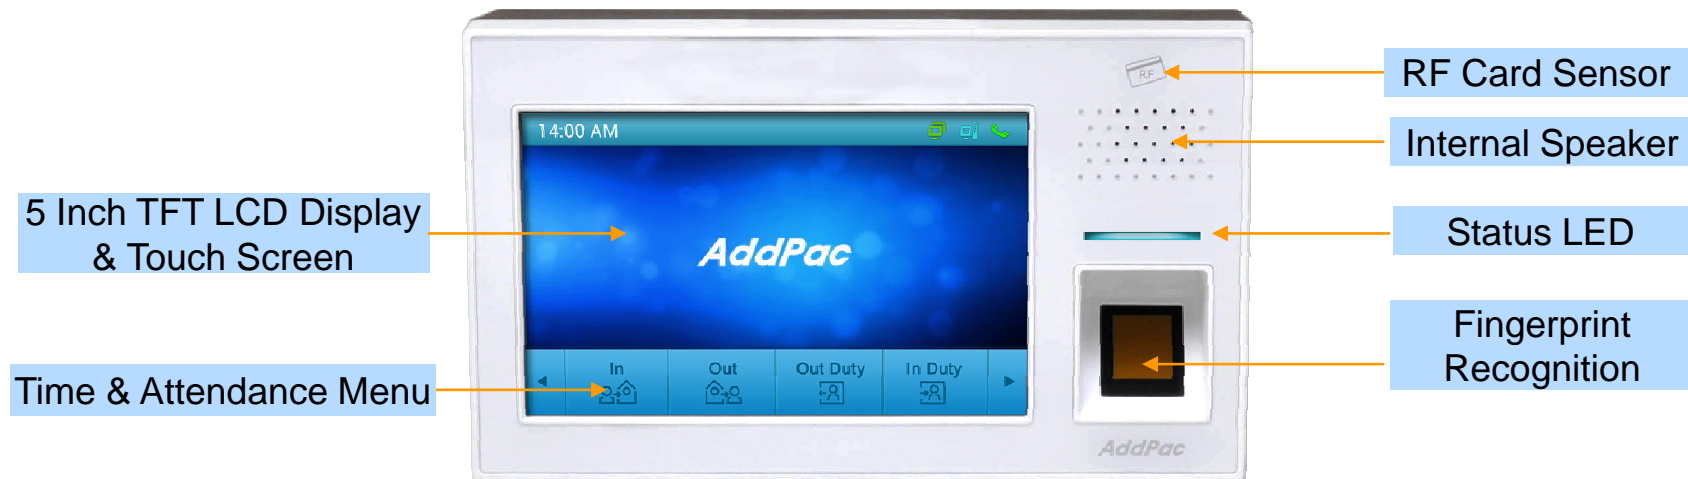 RF
RF Card Sensor
14:00 AM
Internal Speaker
5 Inch TFT LCD Display
& Touch Screen
AddPac
Status LED
Fingerprint
Recognition
Time & Attendance Menu
In
Out
Out Duty
In Duty
AddPac